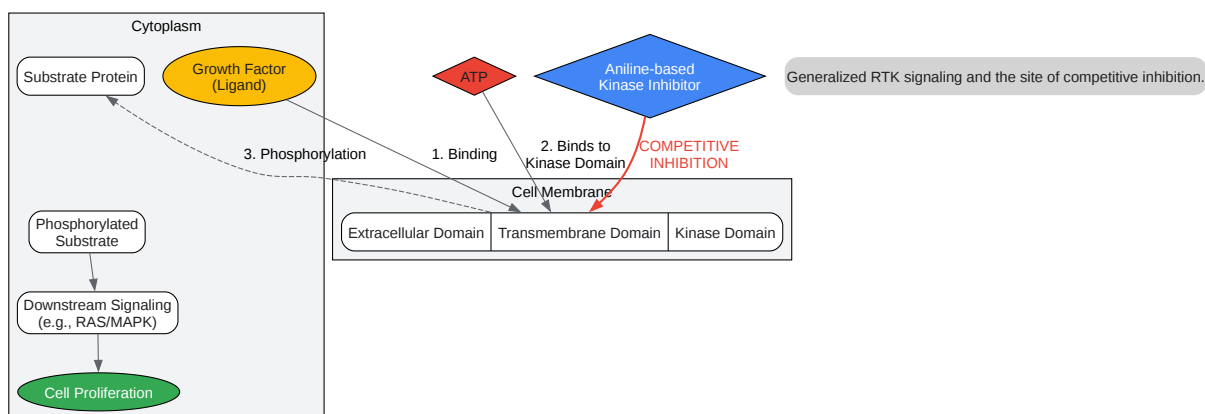 Cytoplasm
Substrate Protein
Growth Factor
(Ligand)
ATP
Aniline-based
Kinase Inhibitor
Generalized RTK signaling and the site of competitive inhibition.
3. Phosphorylation
1. Binding
2. Binds to
Kinase Domain
COMPETITIVE
INHIBITION
Cell Membrane
Extracellular Domain
Transmembrane Domain
Kinase Domain
Phosphorylated
Substrate
Downstream Signaling
(e.g., RAS/MAPK)
Cell Proliferation